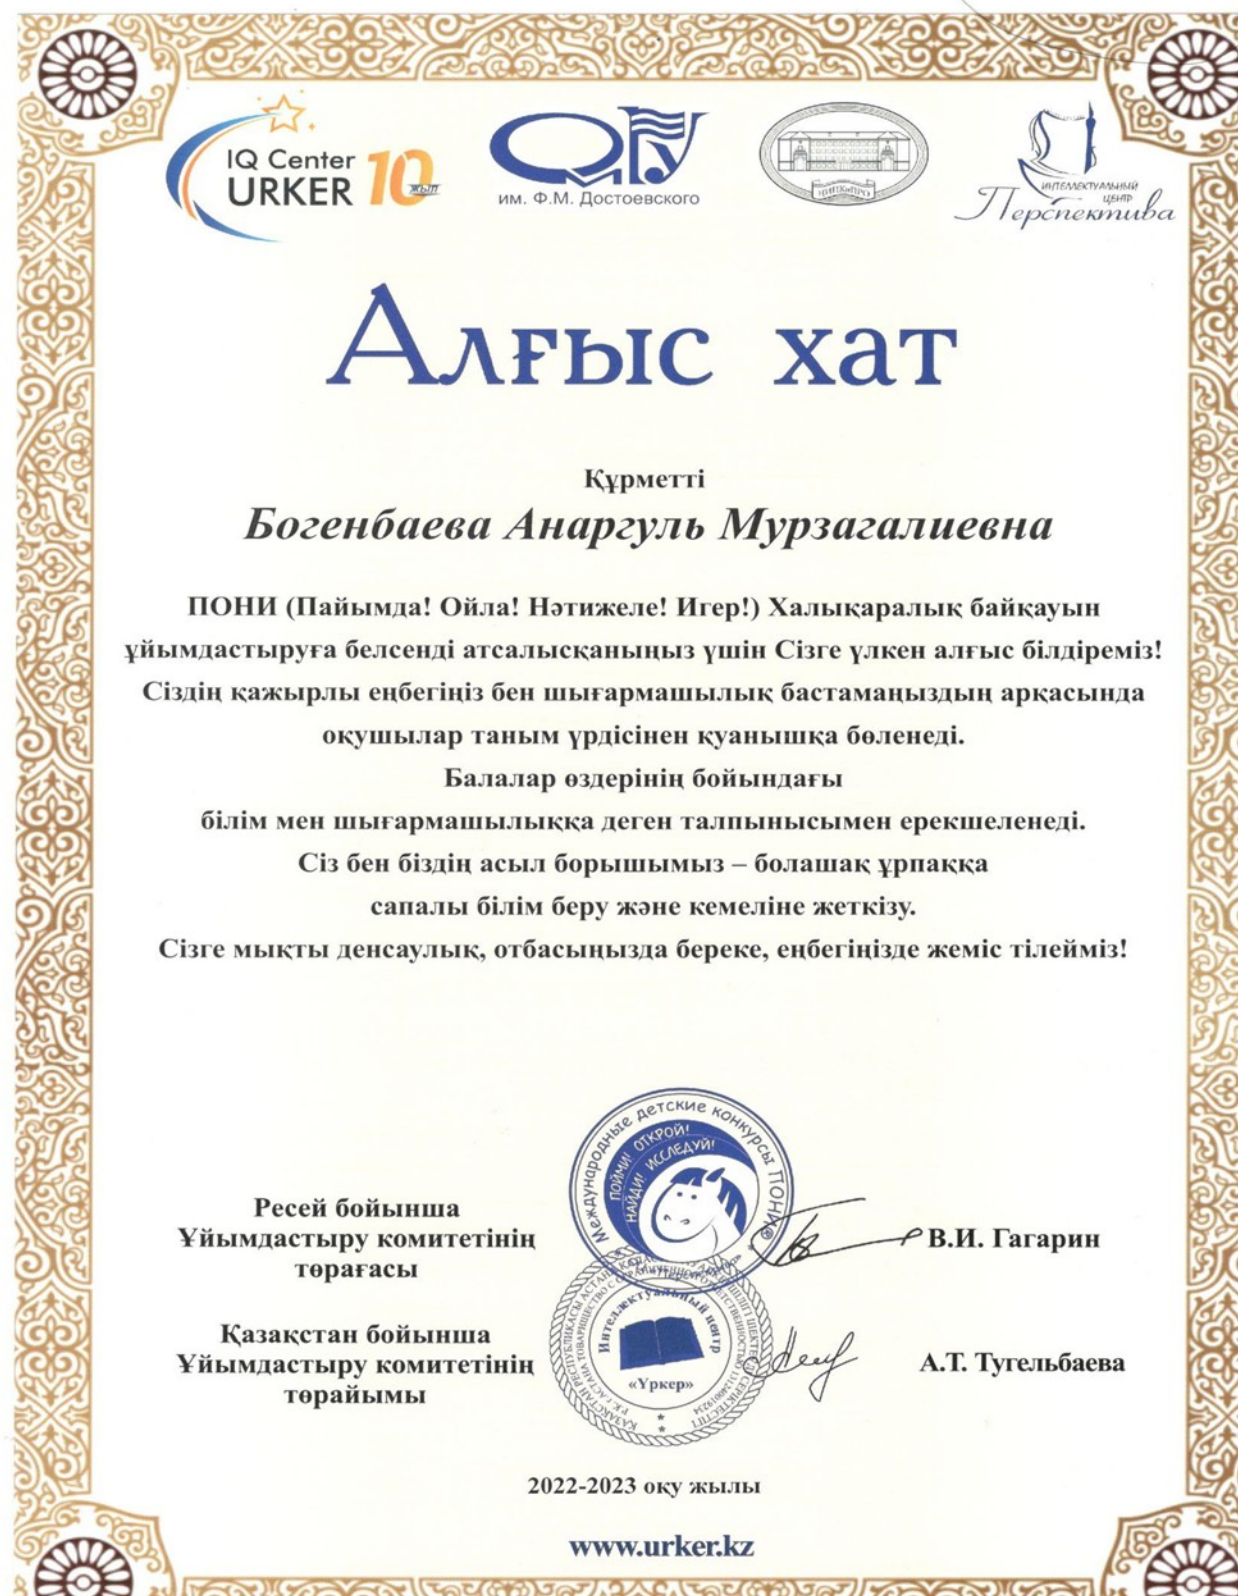 IQ Center
URKER 10 жыл
ОмГУ
им. Ф.М. Достоевского
НИПКиПРО
ИНТЕЛЛЕКТУАЛЬНЫЙ
ЦЕНТР
Перспектива
Алғыс хат
Құрметті
Богенбаева Анаргуль Мурзагалиевна
ПОНИ (Пайымда! Ойла! Нәтижеле! Игер!) Халықаралық байқауын
ұйымдастыруға белсенді атсалысқаныңыз үшін Сізге үлкен алғыс білдіреміз!
Сіздің қажырлы еңбегіңіз бен шығармашылық бастамаңыздың арқасында
оқушылар таным үрдісінен қуанышқа бөленеді.
Балалар өздерінің бойындағы
білім мен шығармашылыққа деген талпынысымен ерекшеленеді.
Сіз бен біздің асыл борышымыз – болашақ ұрпаққа
сапалы білім беру және кемеліне жеткізу.
Сізге мықты денсаулық, отбасыңызда береке, еңбегіңізде жеміс тілейміз!
Международные детские конкурсы ПОНИ
ПОЙМИ! ОТКРОЙ!
НАЙДИ! ИССЛЕДУЙ!
Ресей бойынша
Ұйымдастыру комитетінің
төрағасы
В.И. Гагарин
Интеллектуальный центр
«Үркер»
Қазақстан бойынша
Ұйымдастыру комитетінің
төрайымы
А.Т. Тугельбаева
2022-2023 оқу жылы
www.urker.kz